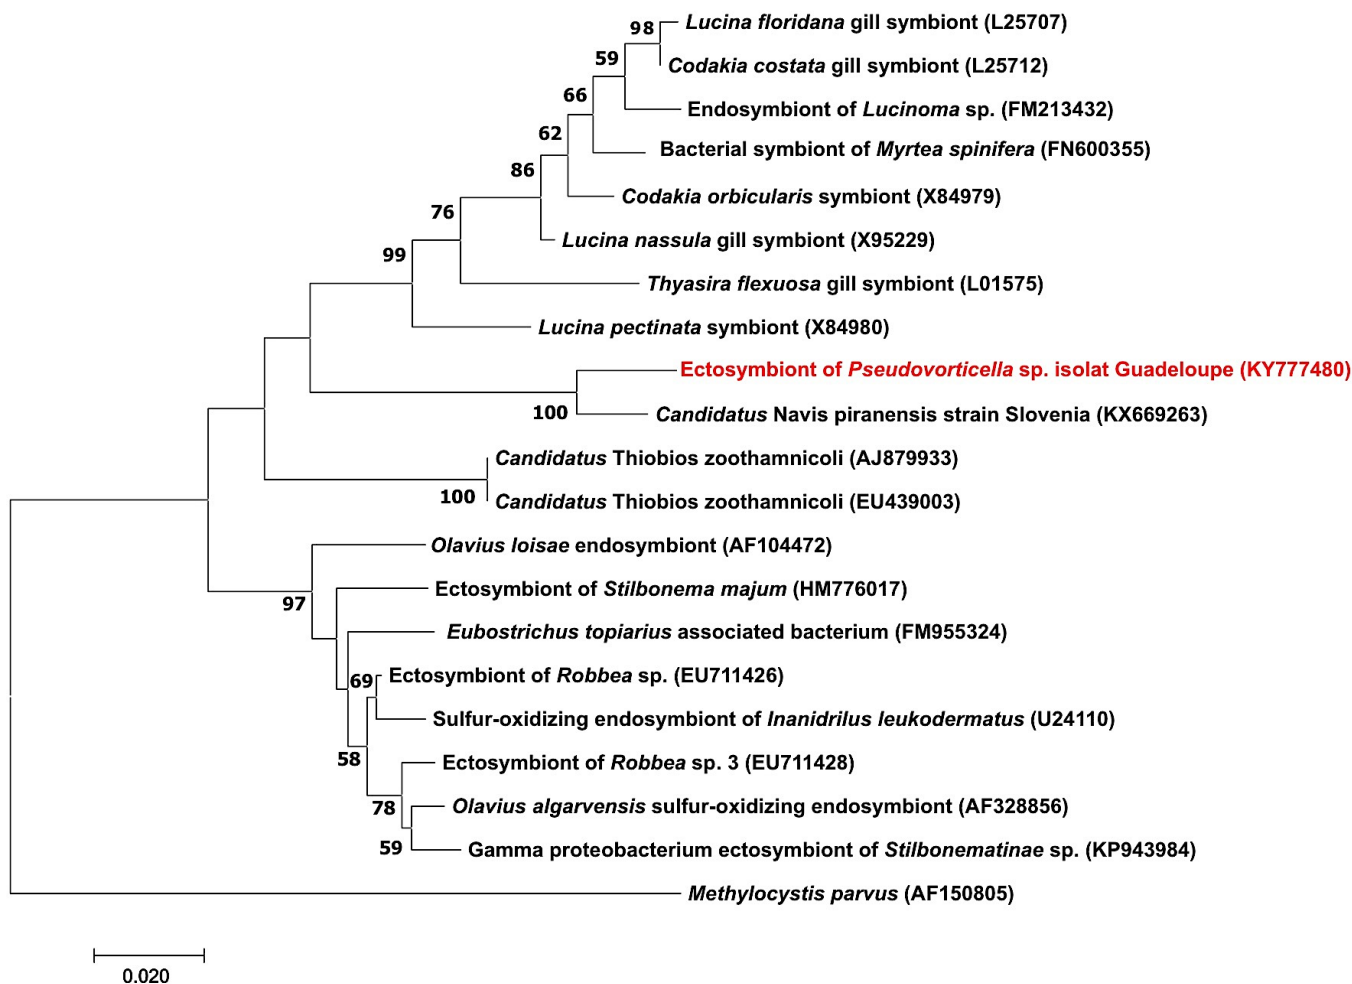 98
Lucina floridana gill symbiont (L25707)
59
Codakia costata gill symbiont (L25712)
66
Endosymbiont of Lucinoma sp. (FM213432)
62
Bacterial symbiont of Myrtea spinifera (FN600355)
86
Codakia orbicularis symbiont (X84979)
76
Lucina nassula gill symbiont (X95229)
99
Thyasira flexuosa gill symbiont (L01575)
Lucina pectinata symbiont (X84980)
Ectosymbiont of Pseudovorticella sp. isolat Guadeloupe (KY777480)
100
Candidatus Navis piranensis strain Slovenia (KX669263)
Candidatus Thiobios zoothamnicoli (AJ879933)
100
Candidatus Thiobios zoothamnicoli (EU439003)
Olavius loisae endosymbiont (AF104472)
97
Ectosymbiont of Stilbonema majum (HM776017)
Eubostrichus topiarius associated bacterium (FM955324)
69
Ectosymbiont of Robbea sp. (EU711426)
Sulfur-oxidizing endosymbiont of Inanidrilus leukodermatus (U24110)
58
Ectosymbiont of Robbea sp. 3 (EU711428)
78
Olavius algarvensis sulfur-oxidizing endosymbiont (AF328856)
59
Gamma proteobacterium ectosymbiont of Stilbonematinae sp. (KP943984)
Methylocystis parvus (AF150805)
0.020